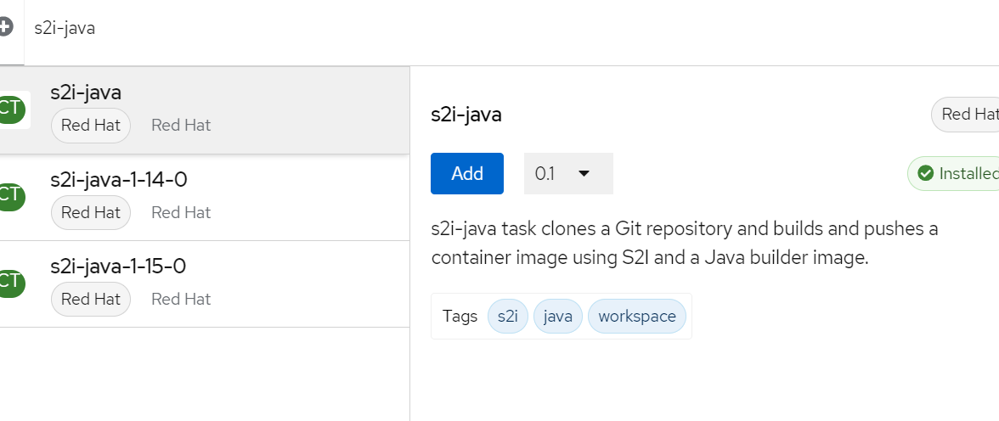 s2i-java
CT
s2i-java
Red Hat Red Hat
CT
s2i-java-1-14-0
Red Hat Red Hat
CT
s2i-java-1-15-0
Red Hat Red Hat
s2i-java
Red Hat
Add 0.1
Installed
s2i-java task clones a Git repository and builds and pushes a
container image using S2I and a Java builder image.
Tags s2i java workspace